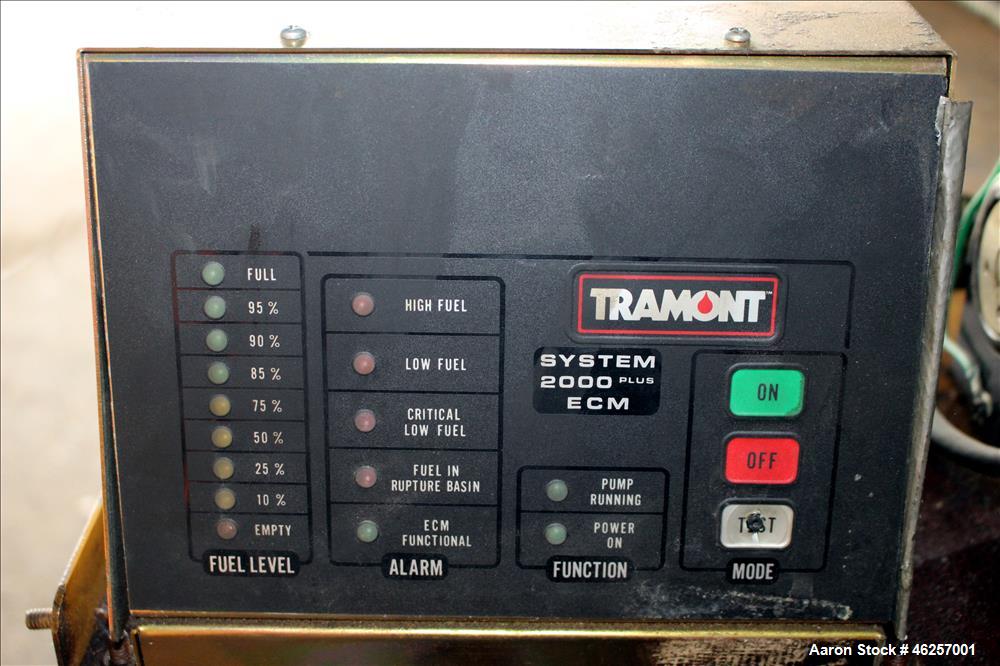 FULL
95 %
90 %
85 %
75 %
50 %
25 %
10 %
EMPTY
FUEL LEVEL
HIGH FUEL
LOW FUEL
CRITICAL
LOW FUEL
FUEL IN
RUPTURE BASIN
ECM
FUNCTIONAL
ALARM
TRAMONT™
SYSTEM
2000 PLUS
ECM
PUMP
RUNNING
POWER
ON
FUNCTION
ON
OFF
TEST
MODE
Aaron Stock # 46257001